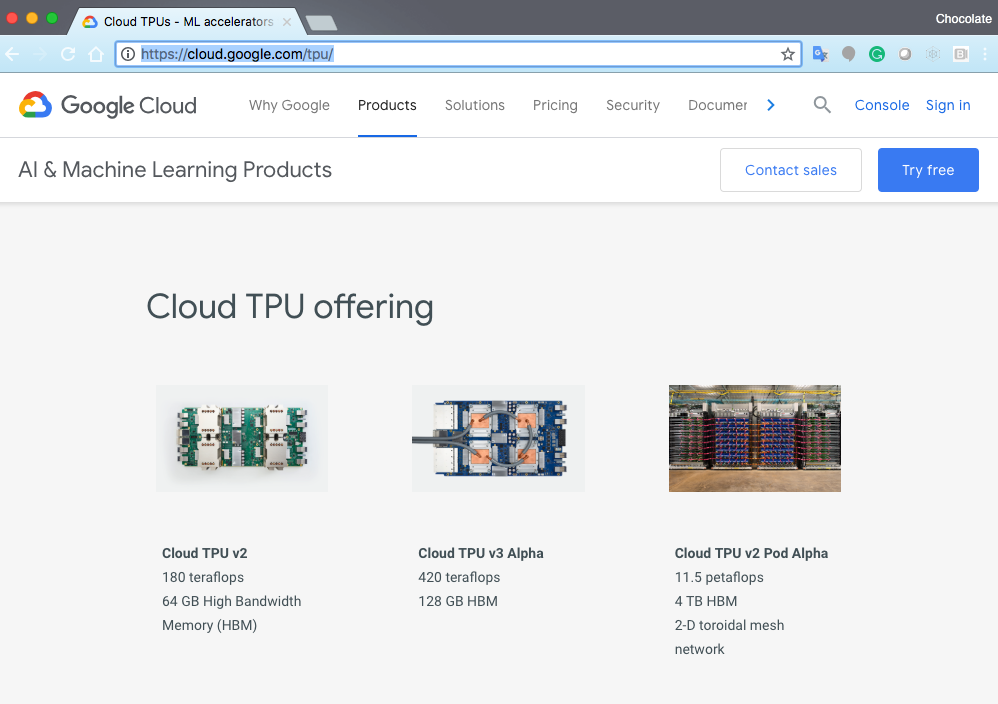 Cloud TPUs - ML accelerators
Chocolate
https://cloud.google.com/tpu/
Google Cloud
Why Google
Products
Solutions
Pricing
Security
Documen
Console
Sign in
AI & Machine Learning Products
Contact sales
Try free
Cloud TPU offering
Cloud TPU v2
180 teraflops
64 GB High Bandwidth
Memory (HBM)
Cloud TPU v3 Alpha
420 teraflops
128 GB HBM
Cloud TPU v2 Pod Alpha
11.5 petaflops
4 TB HBM
2-D toroidal mesh
network